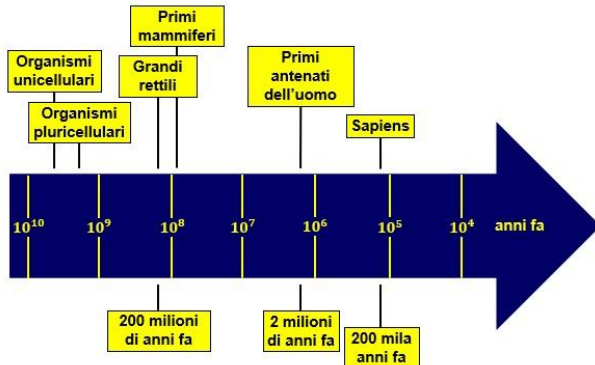 Primi
mammiferi
Organismi
unicellulari
Grandi
rettili
Primi
antenati
dell'uomo
Organismi
pluricellulari
Sapiens
10¹⁰ 10⁹ 10⁸ 10⁷ 10⁶ 10⁵ 10⁴ anni fa
200 milioni
di anni fa
2 milioni
di anni fa
200 mila
anni fa